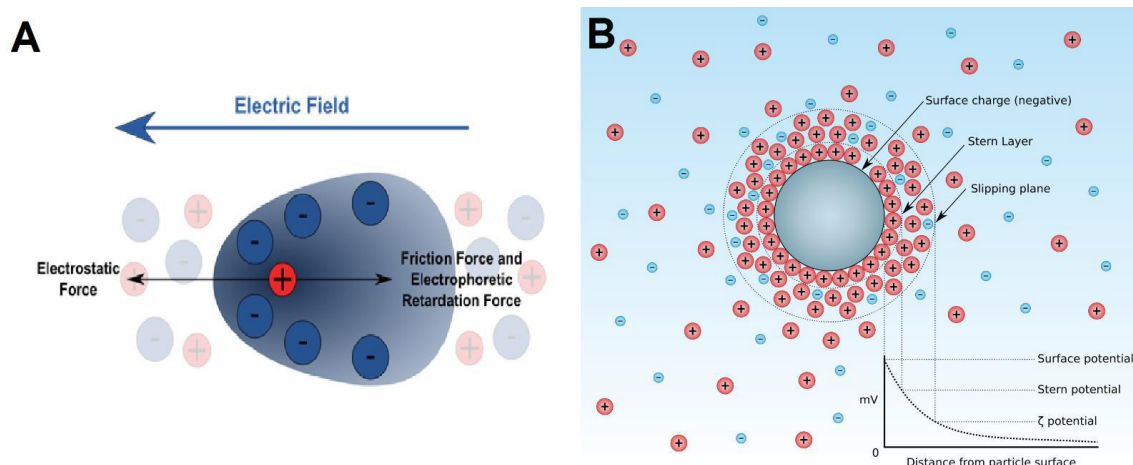 A
Electric Field
Electrostatic
Force
Friction Force and
Electrophoretic
Retardation Force
B
Surface charge (negative)
Stern Layer
Slipping plane
Surface potential
Stern potential
ζ potential
mV
0
Distance from particle surface